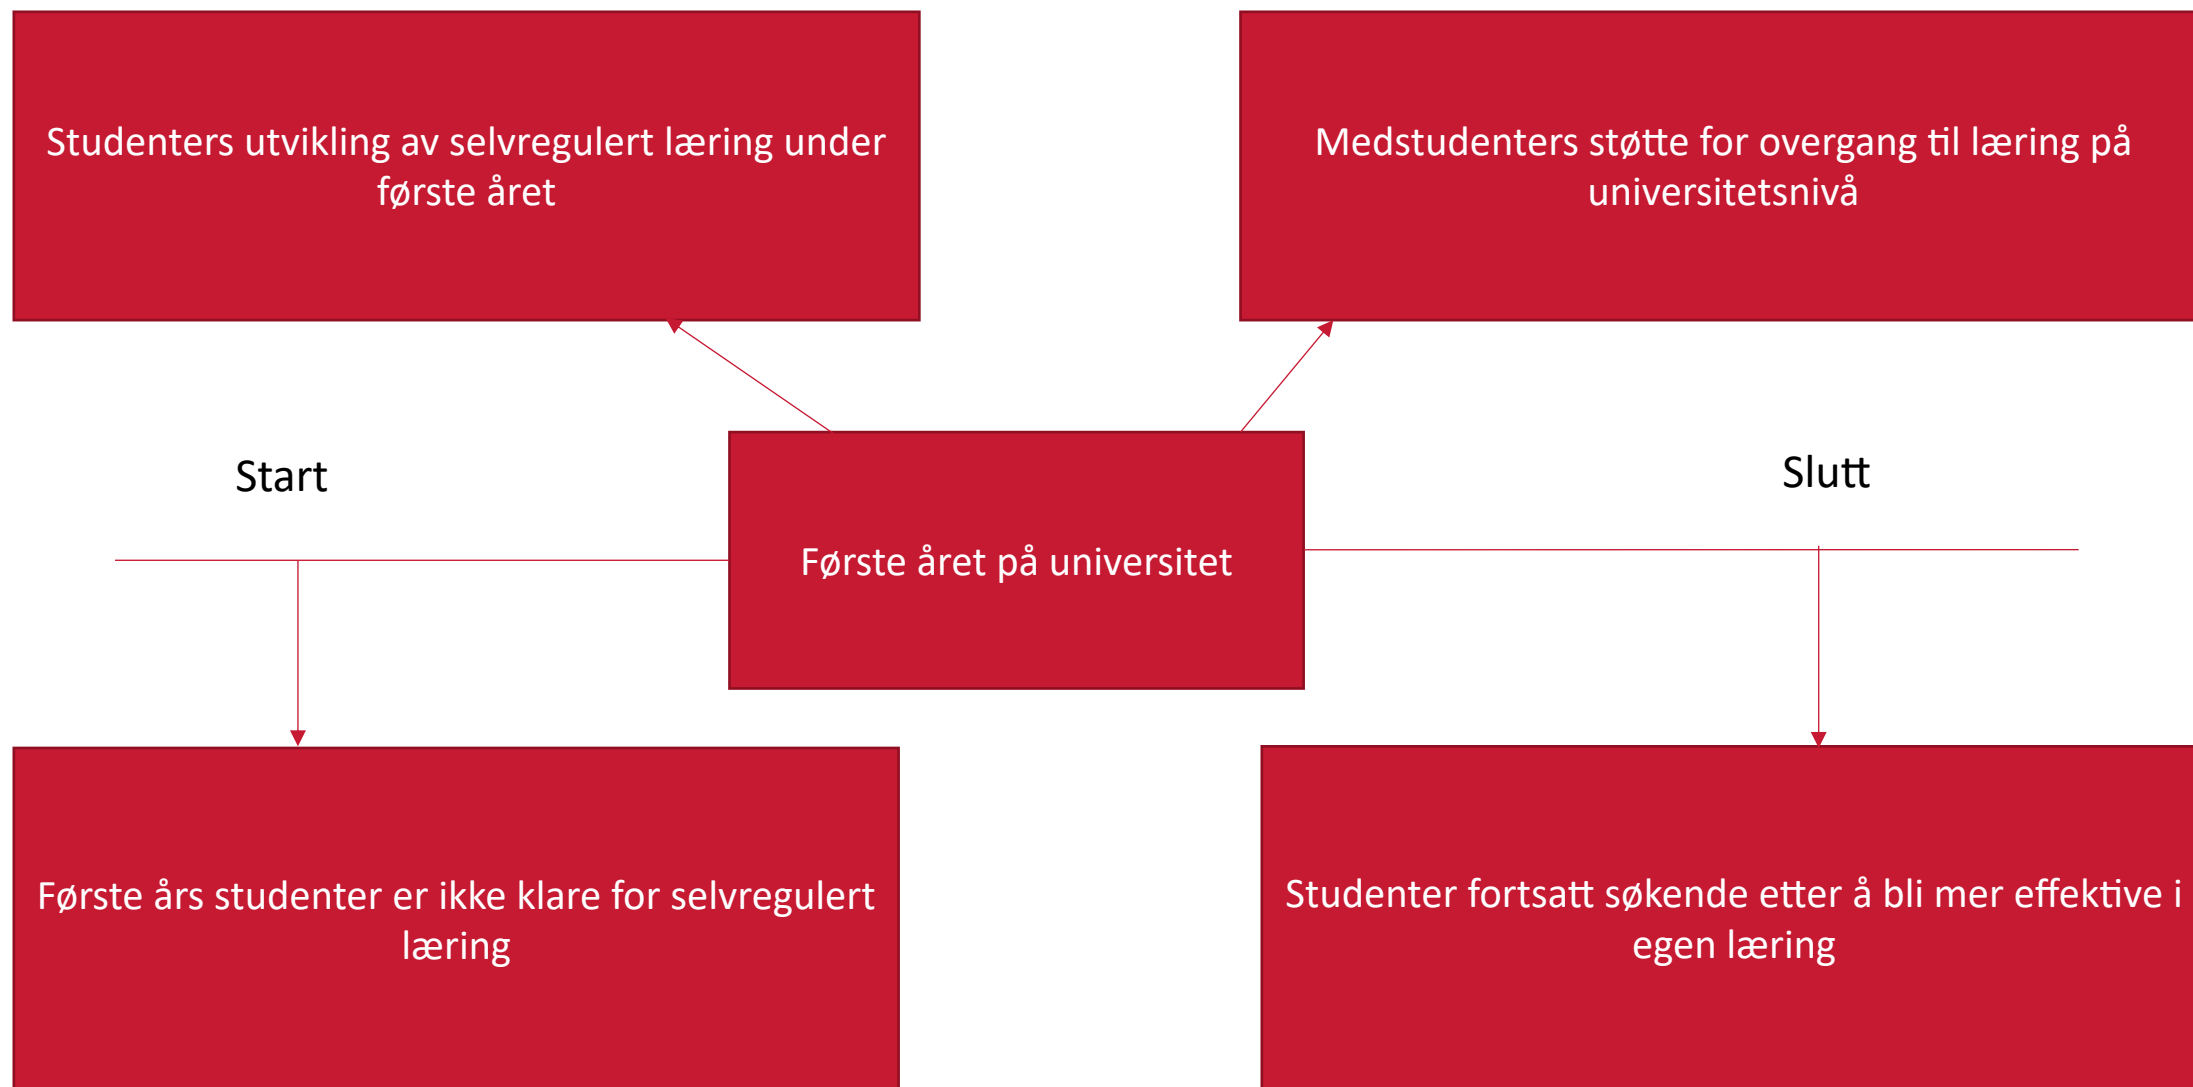 Studenters utvikling av selvregulert læring under
første året
Medstudenters støtte for overgang til læring på
universitetsnivå
Start
Slutt
Første året på universitet
Første års studenter er ikke klare for selvregulert
læring
Studenter fortsatt søkende etter å bli mer effektive i
egen læring